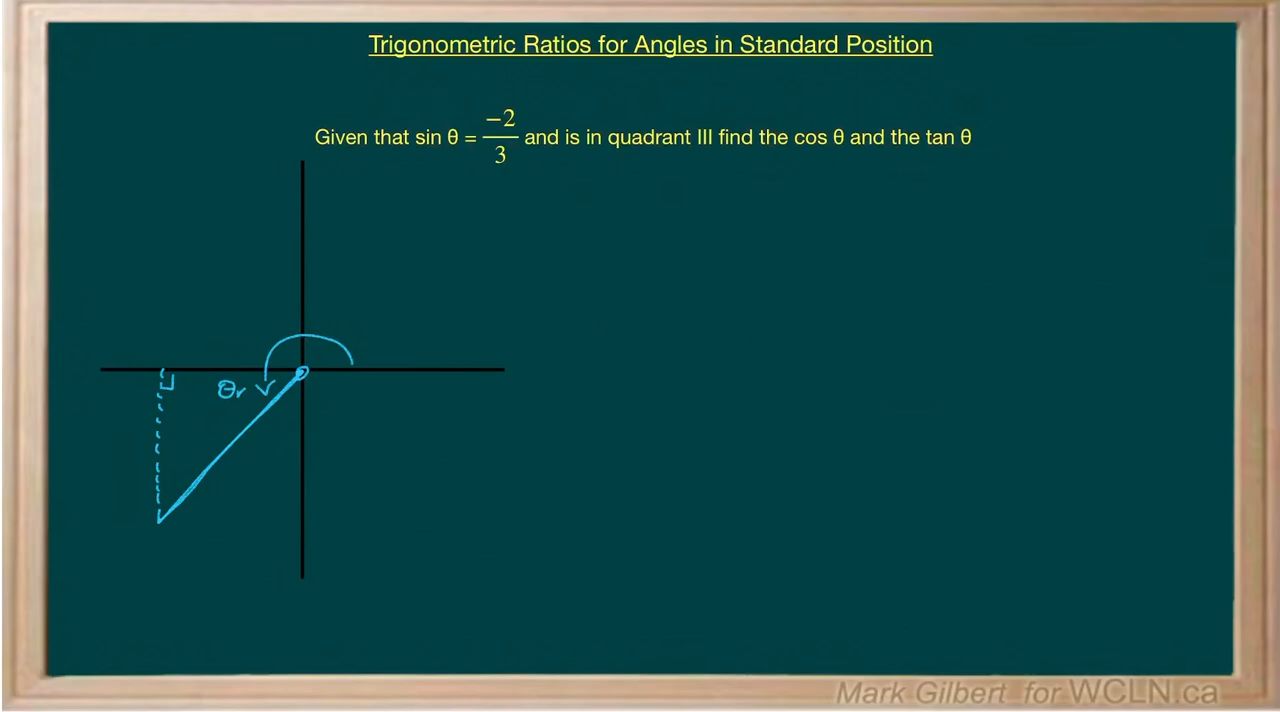 Trigonometric Ratios for Angles in Standard Position
Given that sin θ = −2/3 and is in quadrant III find the cos θ and the tan θ
θr
Mark Gilbert for WCLN.ca